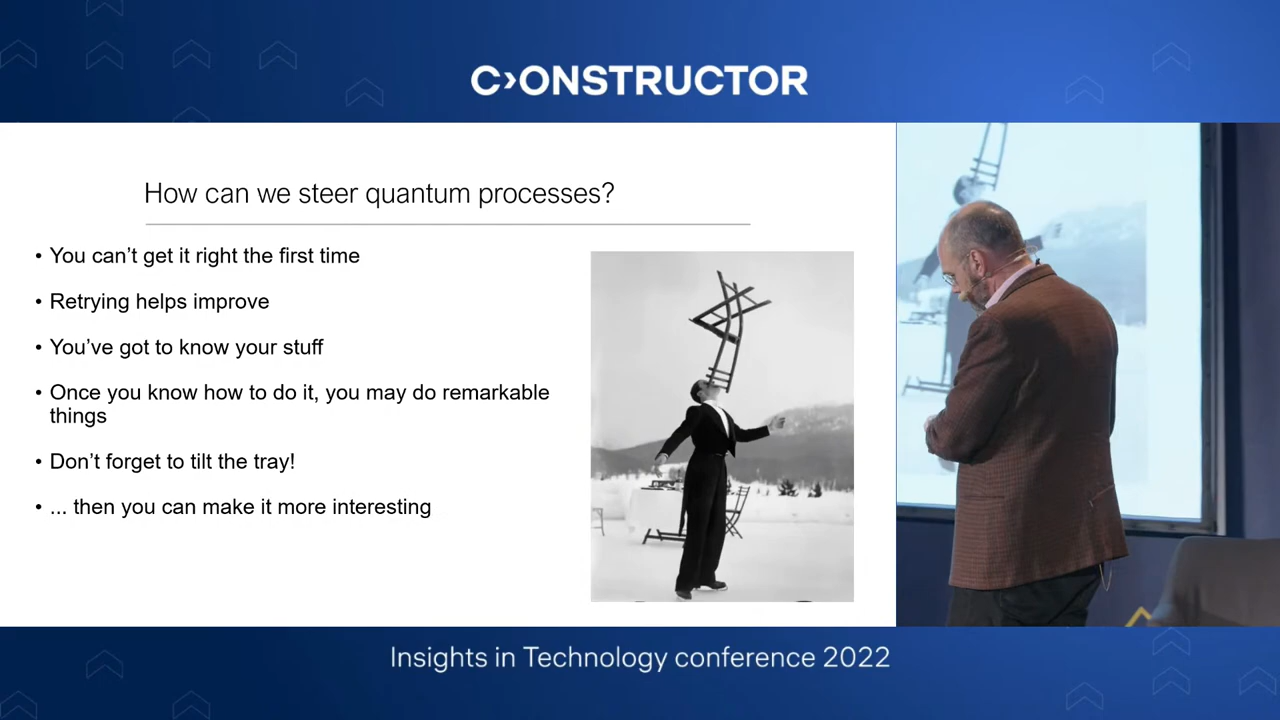 C›ONSTRUCTOR
How can we steer quantum processes?
• You can’t get it right the first time
• Retrying helps improve
• You’ve got to know your stuff
• Once you know how to do it, you may do remarkable
things
• Don’t forget to tilt the tray!
• ... then you can make it more interesting
Insights in Technology conference 2022